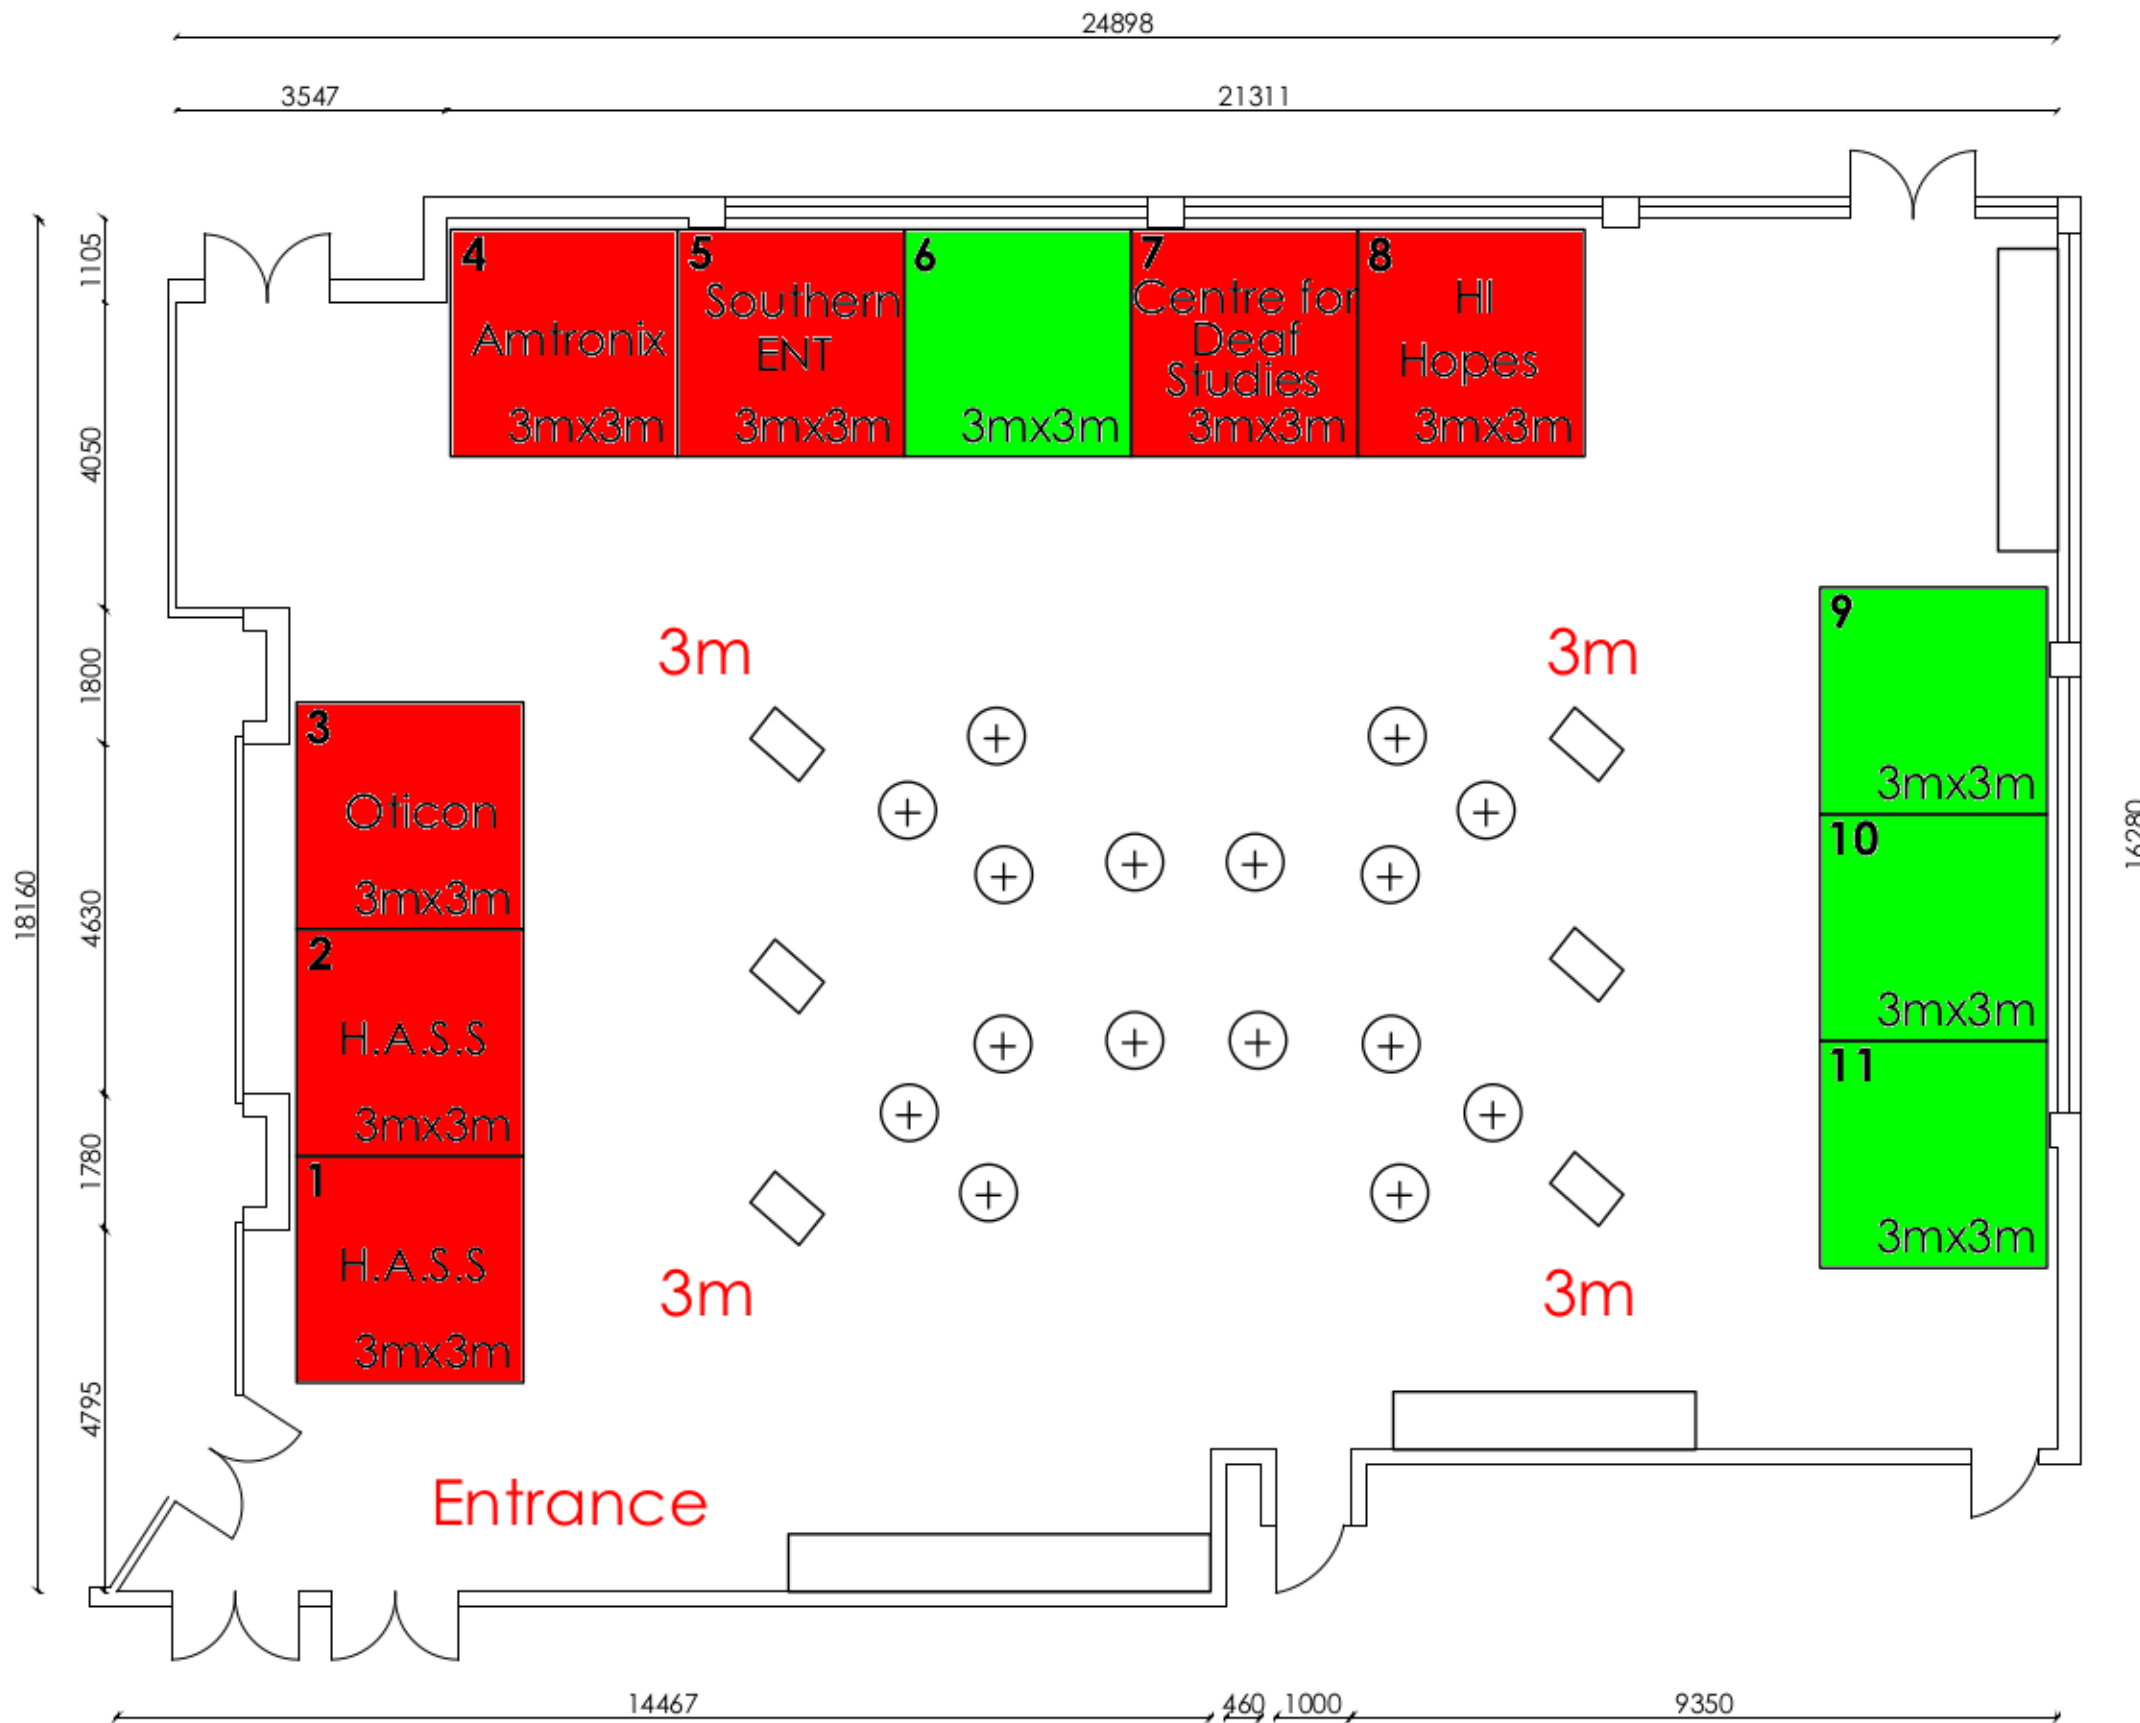 24898
3547
21311
1105
4050
1800
4630
1780
4795
18160
16280
4
Amtronix
3mx3m
5
Southern
ENT
3mx3m
6
3mx3m
7
Centre for
Deaf
Studies
3mx3m
8
HI
Hopes
3mx3m
3m
3m
3
Oticon
3mx3m
2
H.A.S.S
3mx3m
1
H.A.S.S
3mx3m
9
3mx3m
10
3mx3m
11
3mx3m
3m
3m
Entrance
14467
460
1000
9350